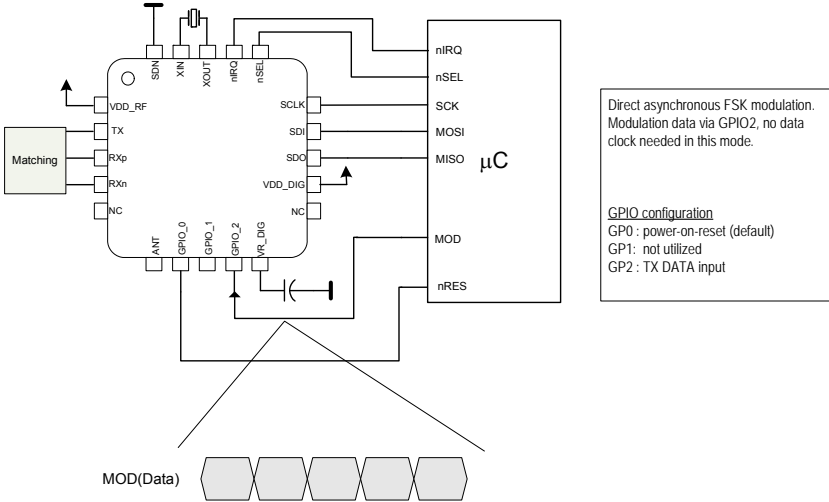 SDN
XIN
XOUT
nIRQ
nSEL
VDD_RF
TX
RXp
RXn
NC
Matching
SCLK
SDI
SDO
VDD_DIG
NC
ANT
GPIO_0
GPIO_1
GPIO_2
VR_DIG
nIRQ
nSEL
SCK
MOSI
MISO
μC
MOD
nRES
Direct asynchronous FSK modulation.
Modulation data via GPIO2, no data
clock needed in this mode.
GPIO configuration
GP0 : power-on-reset (default)
GP1: not utilized
GP2 : TX DATA input
MOD(Data)